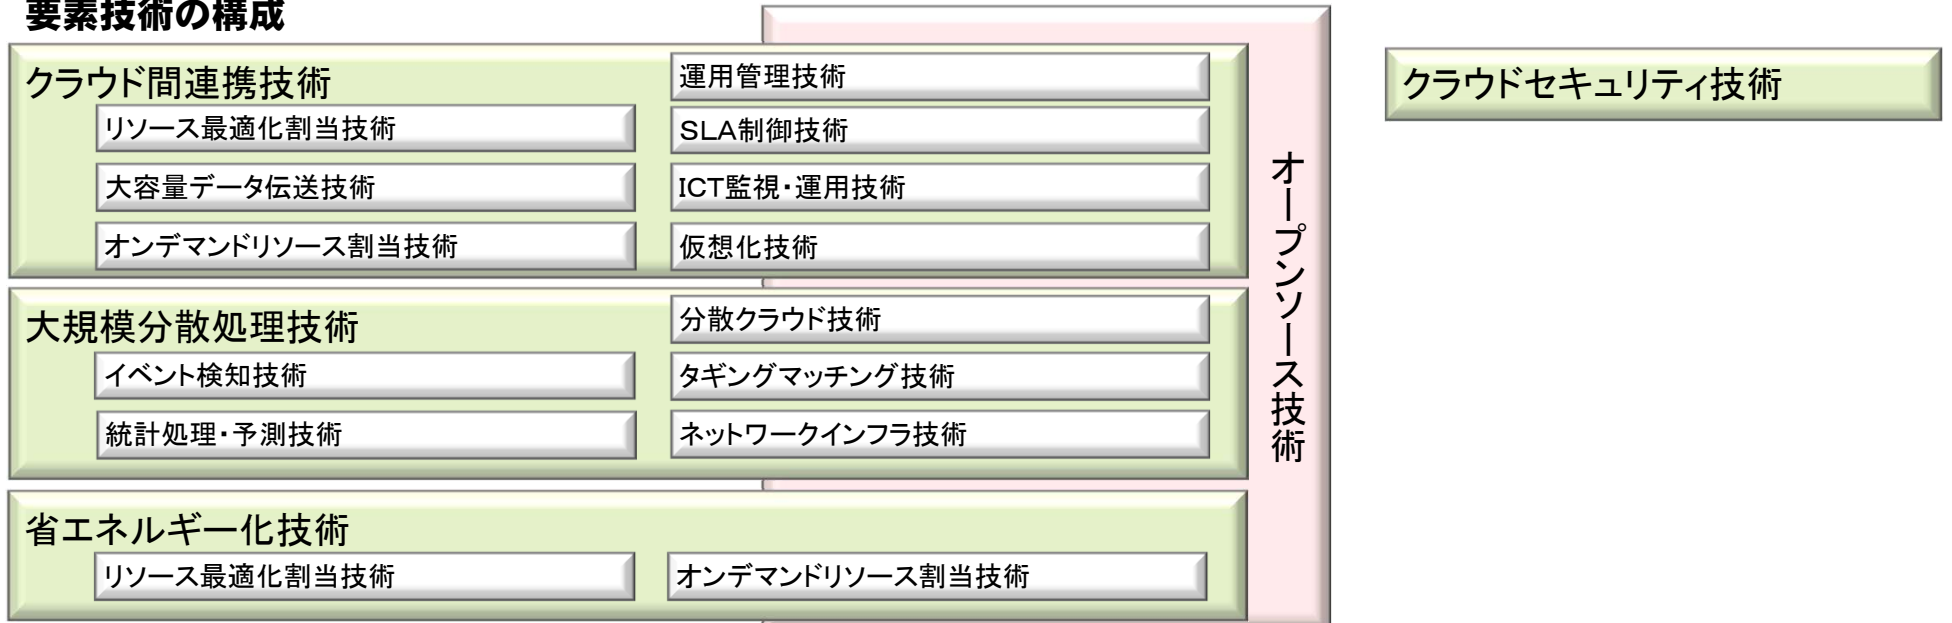 要素技術の構成
クラウド間連携技術
リソース最適化割当技術
大容量データ伝送技術
オンデマンドリソース割当技術
運用管理技術
SLA制御技術
ICT監視・運用技術
仮想化技術
大規模分散処理技術
イベント検知技術
統計処理・予測技術
分散クラウド技術
タギングマッチング技術
ネットワークインフラ技術
省エネルギー化技術
リソース最適化割当技術
オンデマンドリソース割当技術
オープンソース技術
クラウドセキュリティ技術